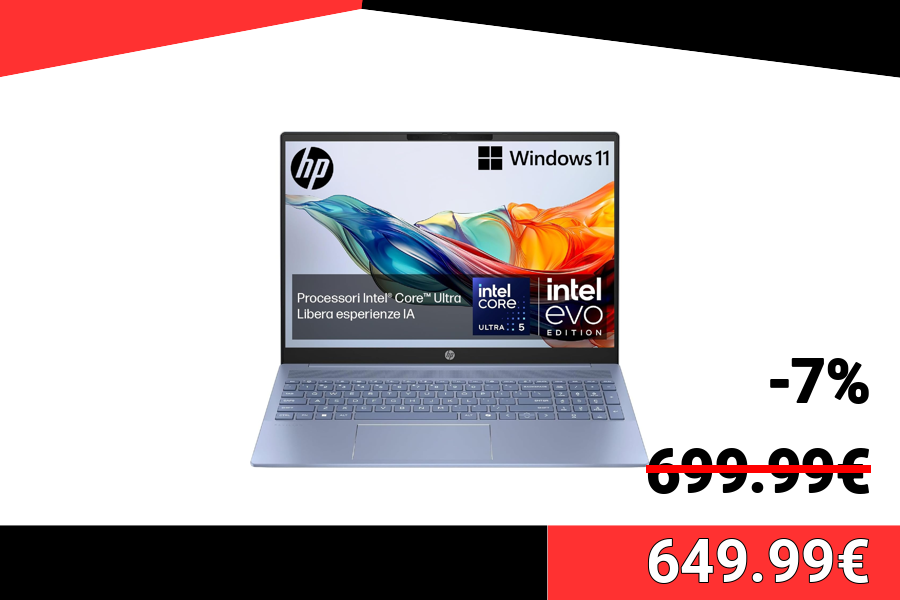 hp
Windows 11
Processori Intel® Core™ Ultra
Libera esperienze IA
intel
CORE
ULTRA 5
intel
evo
EDITION
hp
-7%
699.99€
649.99€